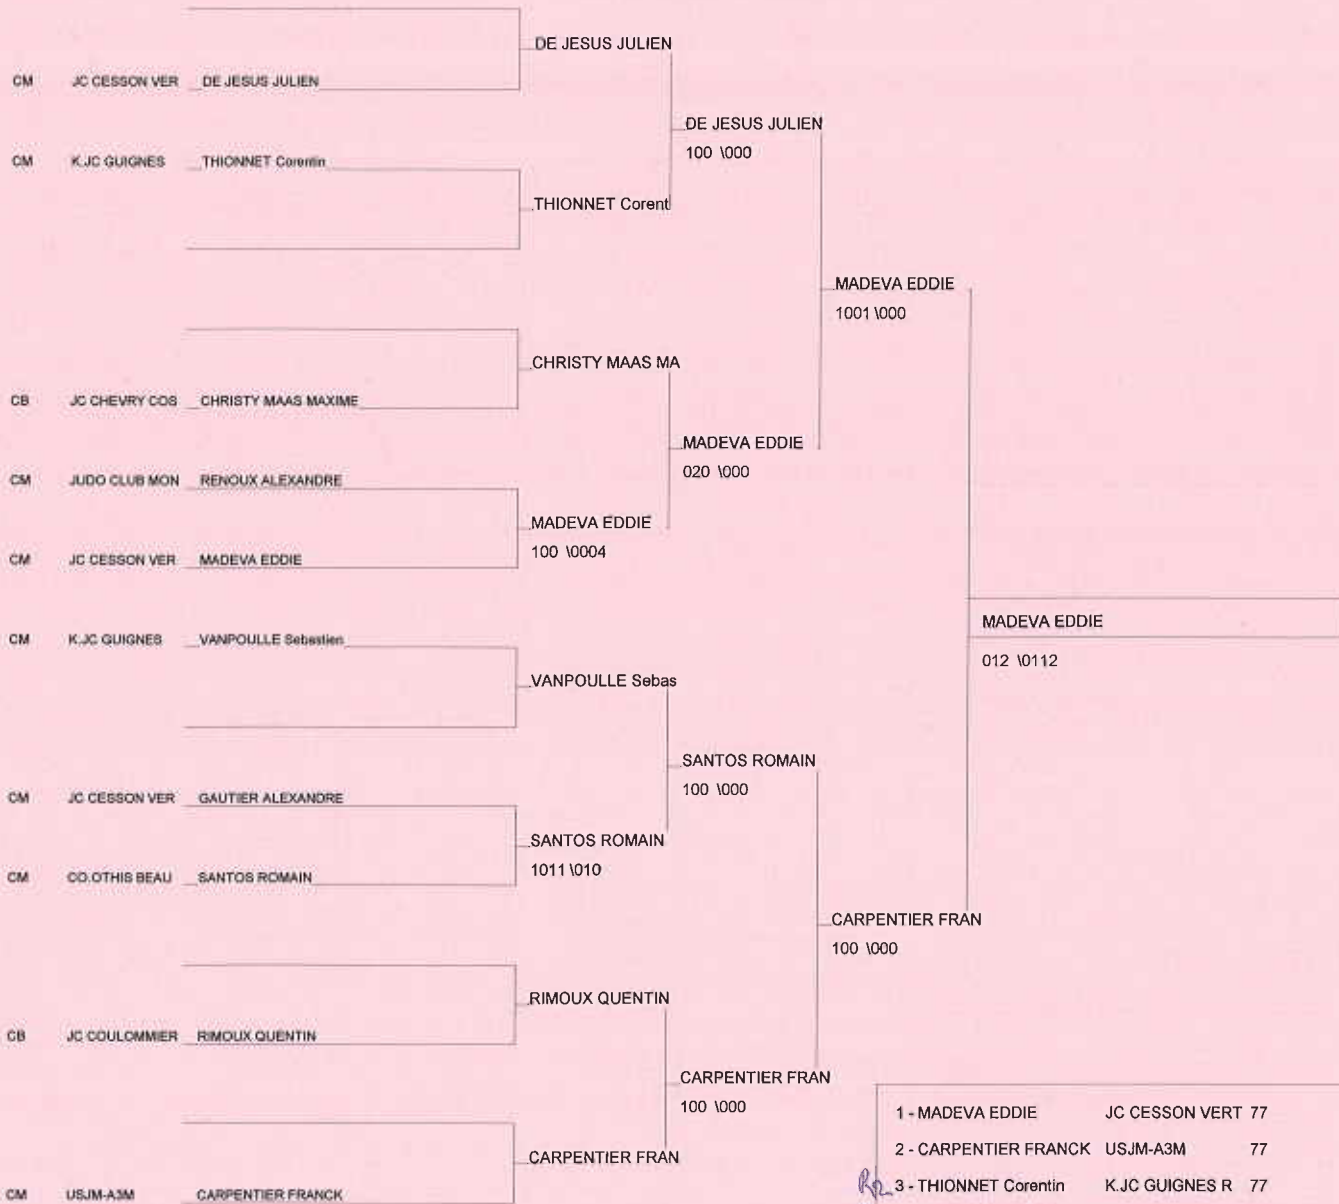 DE JESUS JULIEN
CM JC CESSON VER DE JESUS JULIEN
DE JESUS JULIEN
100 \000
CM K.JC GUIGNES THIONNET Corentin
THIONNET Corent
MADEVA EDDIE
1001 \000
CHRISTY MAAS MA
CB JC CHEVRY COS CHRISTY MAAS MAXIME
MADEVA EDDIE
020 \000
CM JUDO CLUB MON RENOUX ALEXANDRE
MADEVA EDDIE
100 \0004
CM JC CESSON VER MADEVA EDDIE
MADEVA EDDIE
012 \0112
CM K.JC GUIGNES VANPOULLE Sebastien
VANPOULLE Sebas
SANTOS ROMAIN
100 \000
CM JC CESSON VER GAUTIER ALEXANDRE
SANTOS ROMAIN
1011 \010
CM CO.OTHIS BEAU SANTOS ROMAIN
CARPENTIER FRAN
100 \000
RIMOUX QUENTIN
CB JC COULOMMIER RIMOUX QUENTIN
CARPENTIER FRAN
100 \000
CARPENTIER FRAN
CM USJM-A3M CARPENTIER FRANCK
1 - MADEVA EDDIE JC CESSON VERT 77
2 - CARPENTIER FRANCK USJM-A3M 77
3 - THIONNET Corentin K.JC GUIGNES R 77